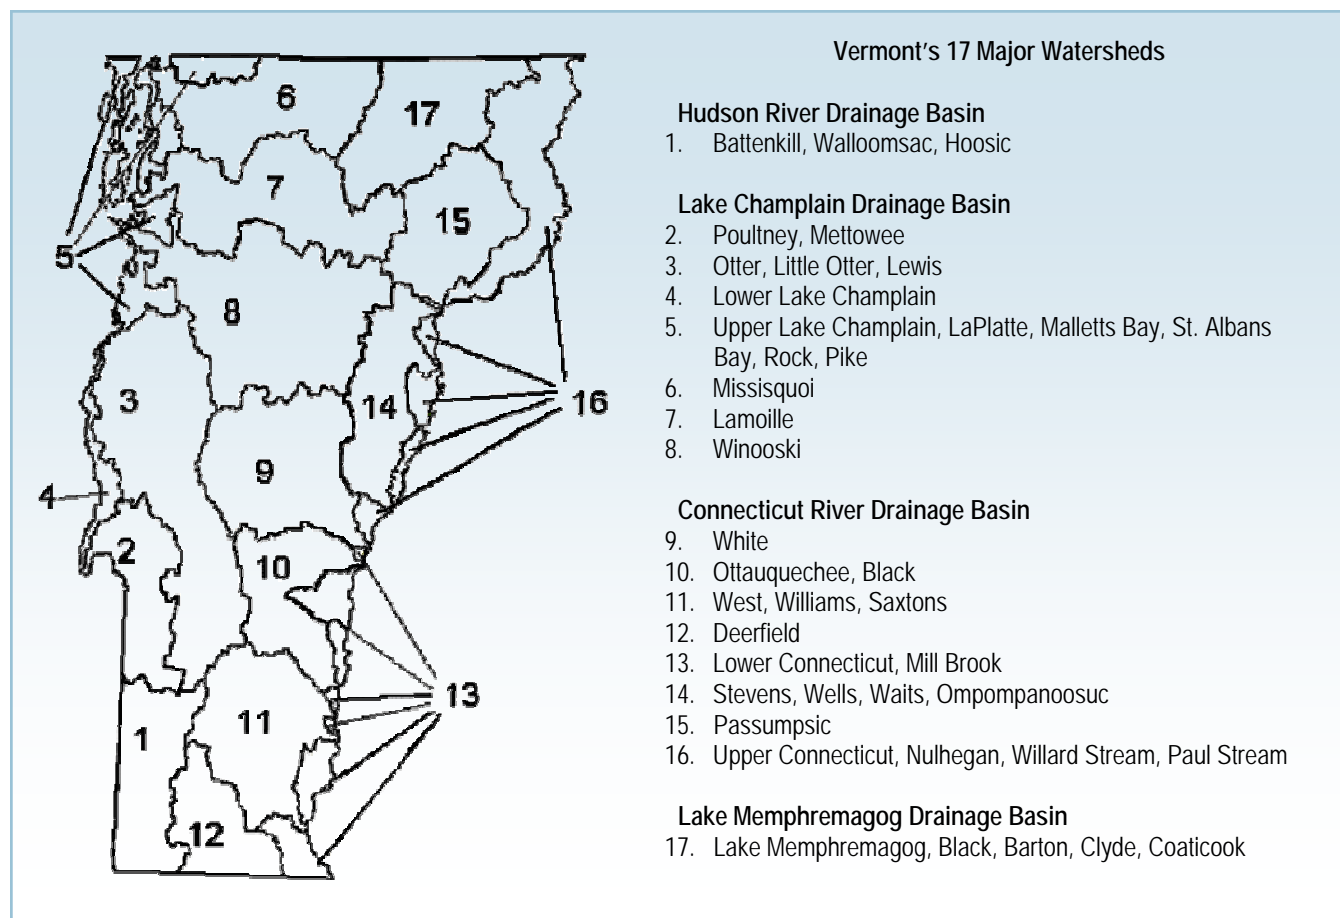 Vermont's 17 Major Watersheds
Hudson River Drainage Basin
1. Battenkill, Walloomsac, Hoosic
Lake Champlain Drainage Basin
2. Poultney, Mettowee
3. Otter, Little Otter, Lewis
4. Lower Lake Champlain
5. Upper Lake Champlain, LaPlatte, Malletts Bay, St. Albans
Bay, Rock, Pike
6. Missisquoi
7. Lamoille
8. Winooski
Connecticut River Drainage Basin
9. White
10. Ottauquechee, Black
11. West, Williams, Saxtons
12. Deerfield
13. Lower Connecticut, Mill Brook
14. Stevens, Wells, Waits, Ompompanoosuc
15. Passumpsic
16. Upper Connecticut, Nulhegan, Willard Stream, Paul Stream
Lake Memphremagog Drainage Basin
17. Lake Memphremagog, Black, Barton, Clyde, Coaticook
6
17
7
15
5
8
3
14
16
9
4
2
10
13
11
1
12